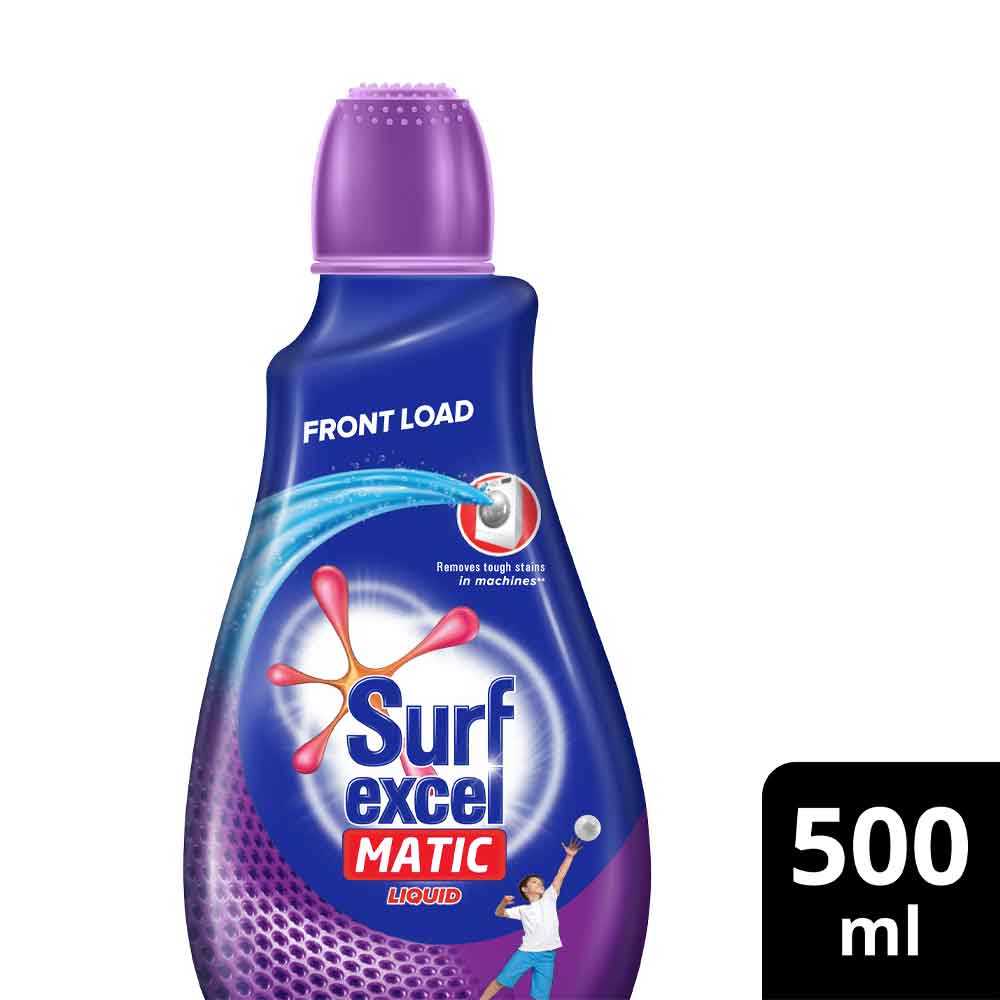 FRONT LOAD
Removes tough stains
in machines**
Surf
excel
MATIC
LIQUID
500
ml